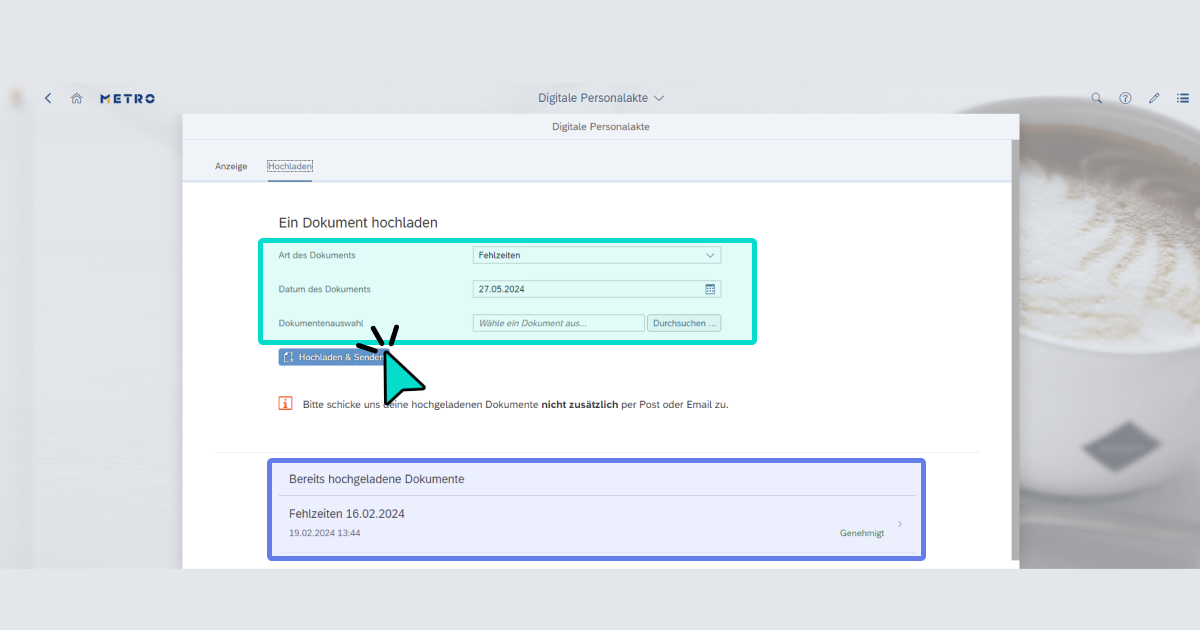 METRO
Digitale Personalakte
Digitale Personalakte
Anzeige
Hochladen
Ein Dokument hochladen
Art des Dokuments
Fehlzeiten
Datum des Dokuments
27.05.2024
Dokumentenauswahl
Wähle ein Dokument aus...
Durchsuchen ...
Hochladen & Senden
Bitte schicke uns deine hochgeladenen Dokumente nicht zusätzlich per Post oder Email zu.
Bereits hochgeladene Dokumente
Fehlzeiten 16.02.2024
19.02.2024 13:44
Genehmigt